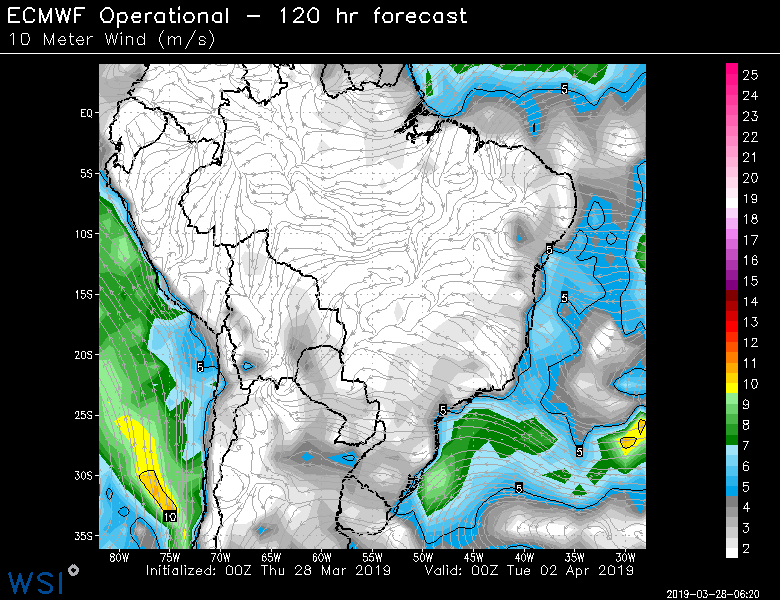 ECMWF Operational – 120 hr forecast
10 Meter Wind (m/s)
EQ
5S
10S
15S
20S
25S
30S
35S
80W 75W 70W 65W 60W 55W 50W 45W 40W 35W 30W
5
5
5
5
5
5
5
10
25
24
23
22
21
20
19
18
17
16
15
14
13
12
11
10
9
8
7
6
5
4
3
2
Initialized: 00Z Thu 28 Mar 2019 Valid: 00Z Tue 02 Apr 2019
WSI
2019-03-28-06:20